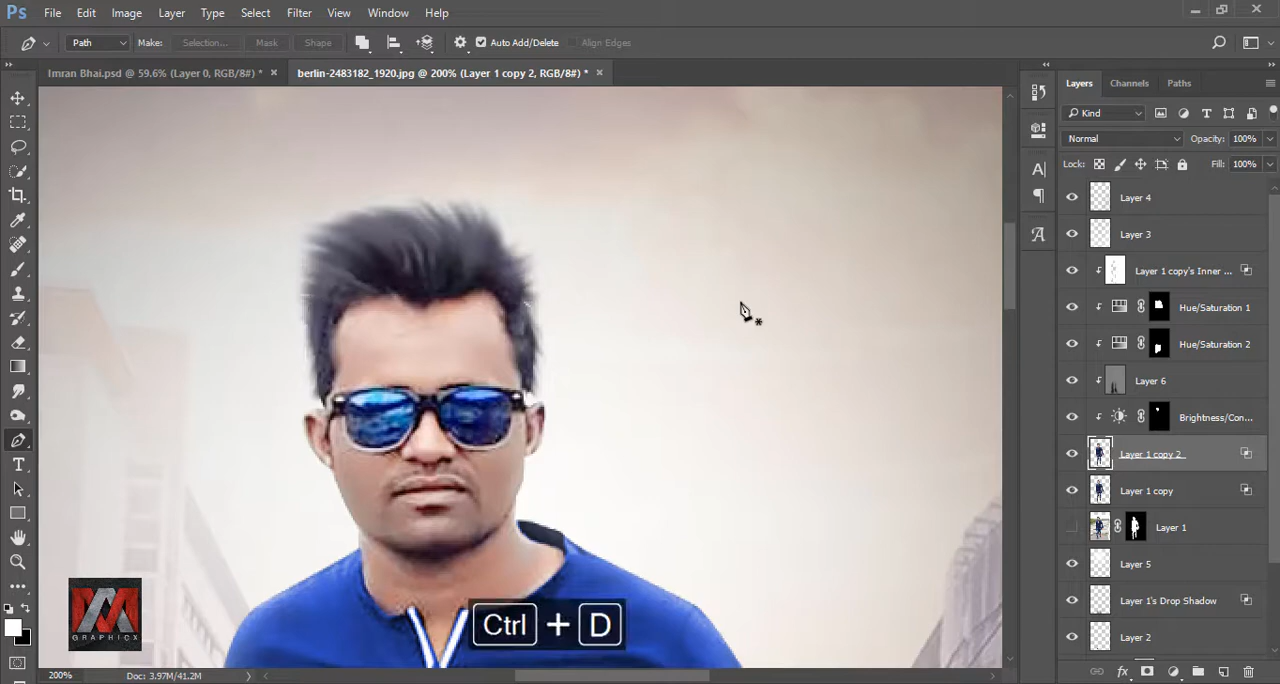 Ps File Edit Image Layer Type Select Filter View Window Help
Path Make: Selection... Mask Shape Auto Add/Delete Align Edges
Imran Bhai.psd @ 59.6% (Layer 0, RGB/8#) * × berlin-2483182_1920.jpg @ 200% (Layer 1 copy 2, RGB/8#) * ×
Layers Channels Paths
Kind
Normal Opacity: 100%
Lock: Fill: 100%
Layer 4
Layer 3
Layer 1 copy's Inner ...
Hue/Saturation 1
Hue/Saturation 2
Layer 6
Brightness/Con...
Layer 1 copy 2
Layer 1 copy
Layer 1
Layer 5
Layer 1's Drop Shadow
Layer 2
GRAPHICX
Ctrl + D
200% Doc: 3.97M/41.2M